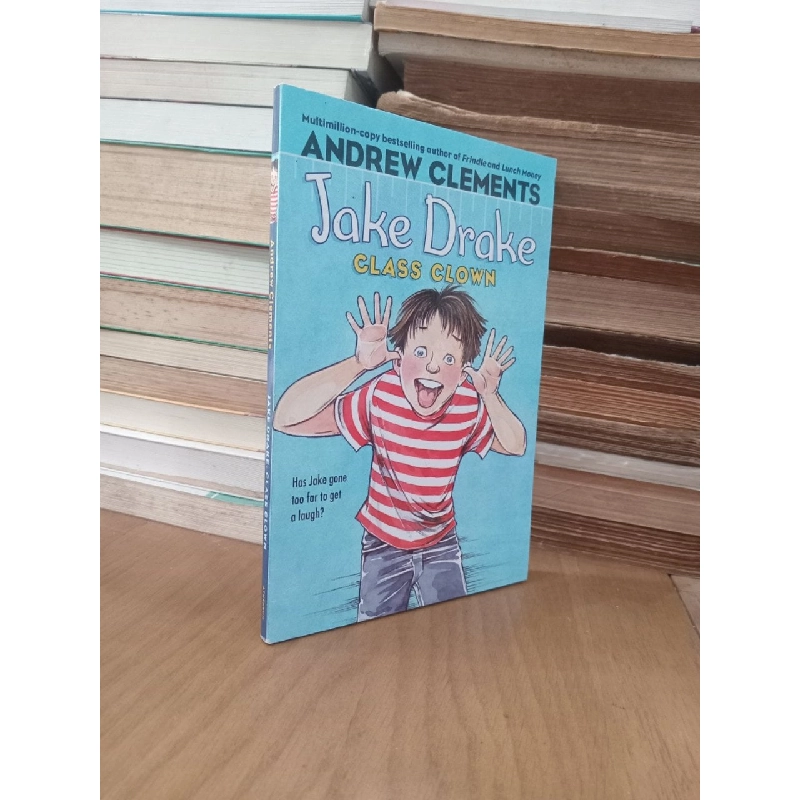 Multimillion-copy bestselling author of Frindle and Lunch Money
ANDREW CLEMENTS
Jake Drake
CLASS CLOWN
Has Jake gone
too far to get
a laugh?
Andrew Clements
JAKE DRAKE CLASS CLOWN